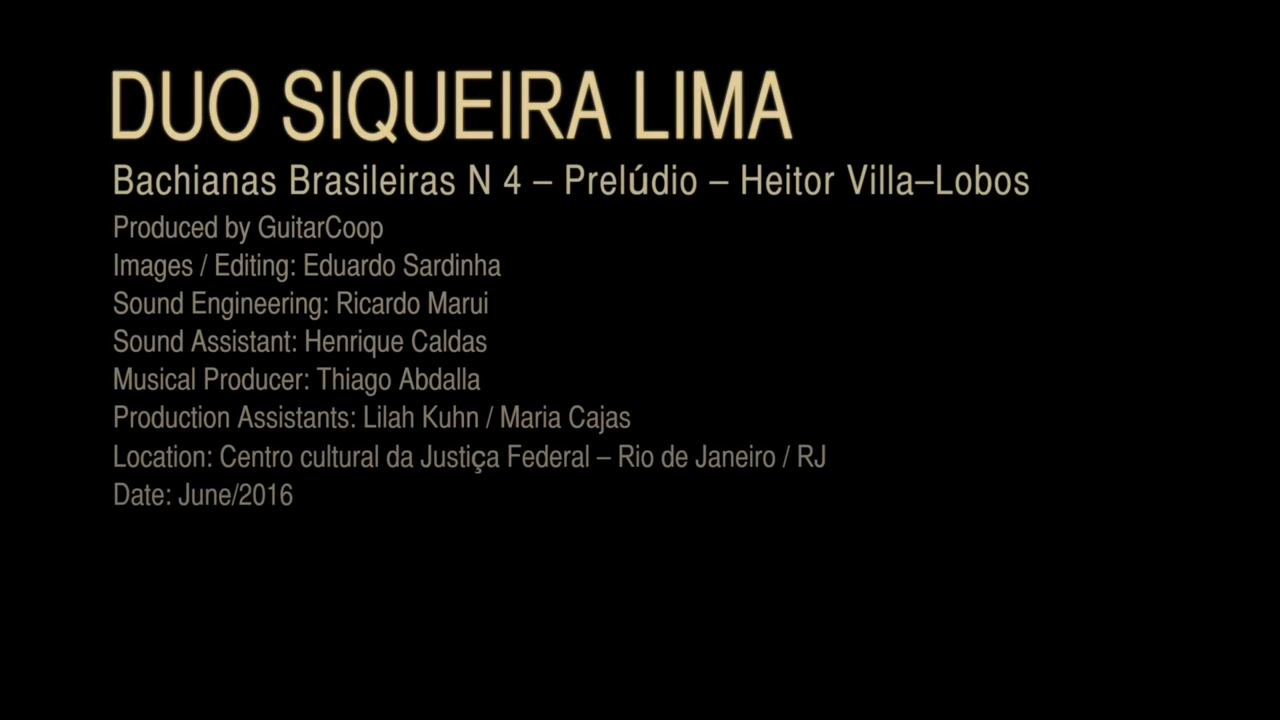 DUO SIQUEIRA LIMA
Bachianas Brasileiras N 4 – Prelúdio – Heitor Villa–Lobos
Produced by GuitarCoop
Images / Editing: Eduardo Sardinha
Sound Engineering: Ricardo Marui
Sound Assistant: Henrique Caldas
Musical Producer: Thiago Abdalla
Production Assistants: Lilah Kuhn / Maria Cajas
Location: Centro cultural da Justiça Federal – Rio de Janeiro / RJ
Date: June/2016